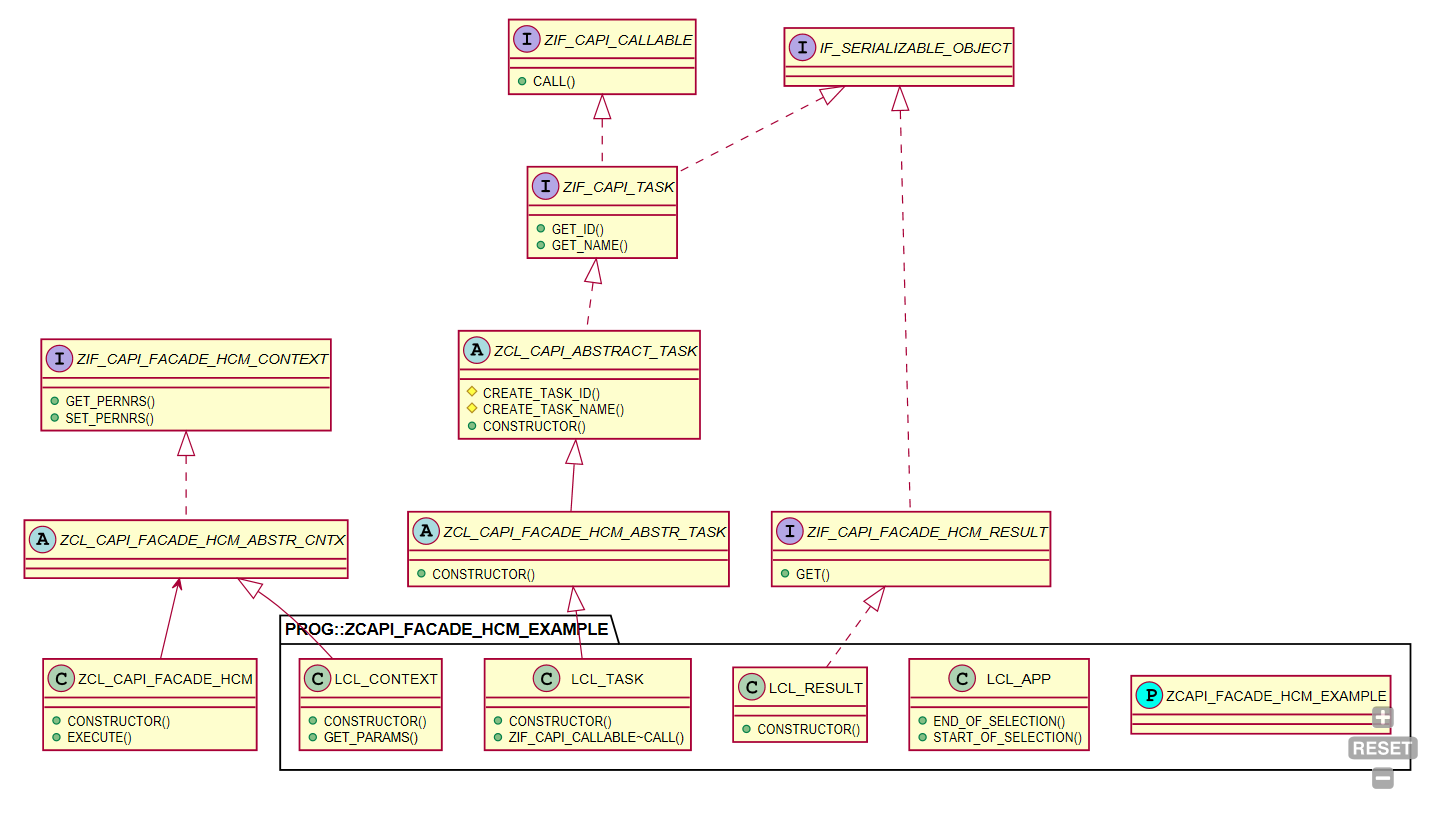 I ZIF_CAPI_CALLABLE
CALL()
I IF_SERIALIZABLE_OBJECT
I ZIF_CAPI_TASK
GET_ID()
GET_NAME()
I ZIF_CAPI_FACADE_HCM_CONTEXT
GET_PERNRS()
SET_PERNRS()
A ZCL_CAPI_ABSTRACT_TASK
CREATE_TASK_ID()
CREATE_TASK_NAME()
CONSTRUCTOR()
A ZCL_CAPI_FACADE_HCM_ABSTR_CNTX
A ZCL_CAPI_FACADE_HCM_ABSTR_TASK
CONSTRUCTOR()
I ZIF_CAPI_FACADE_HCM_RESULT
GET()
PROG::ZCAPI_FACADE_HCM_EXAMPLE
C ZCL_CAPI_FACADE_HCM
CONSTRUCTOR()
EXECUTE()
C LCL_CONTEXT
CONSTRUCTOR()
GET_PARAMS()
C LCL_TASK
CONSTRUCTOR()
ZIF_CAPI_CALLABLE~CALL()
C LCL_RESULT
CONSTRUCTOR()
C LCL_APP
END_OF_SELECTION()
START_OF_SELECTION()
P ZCAPI_FACADE_HCM_EXAMPLE
RESET